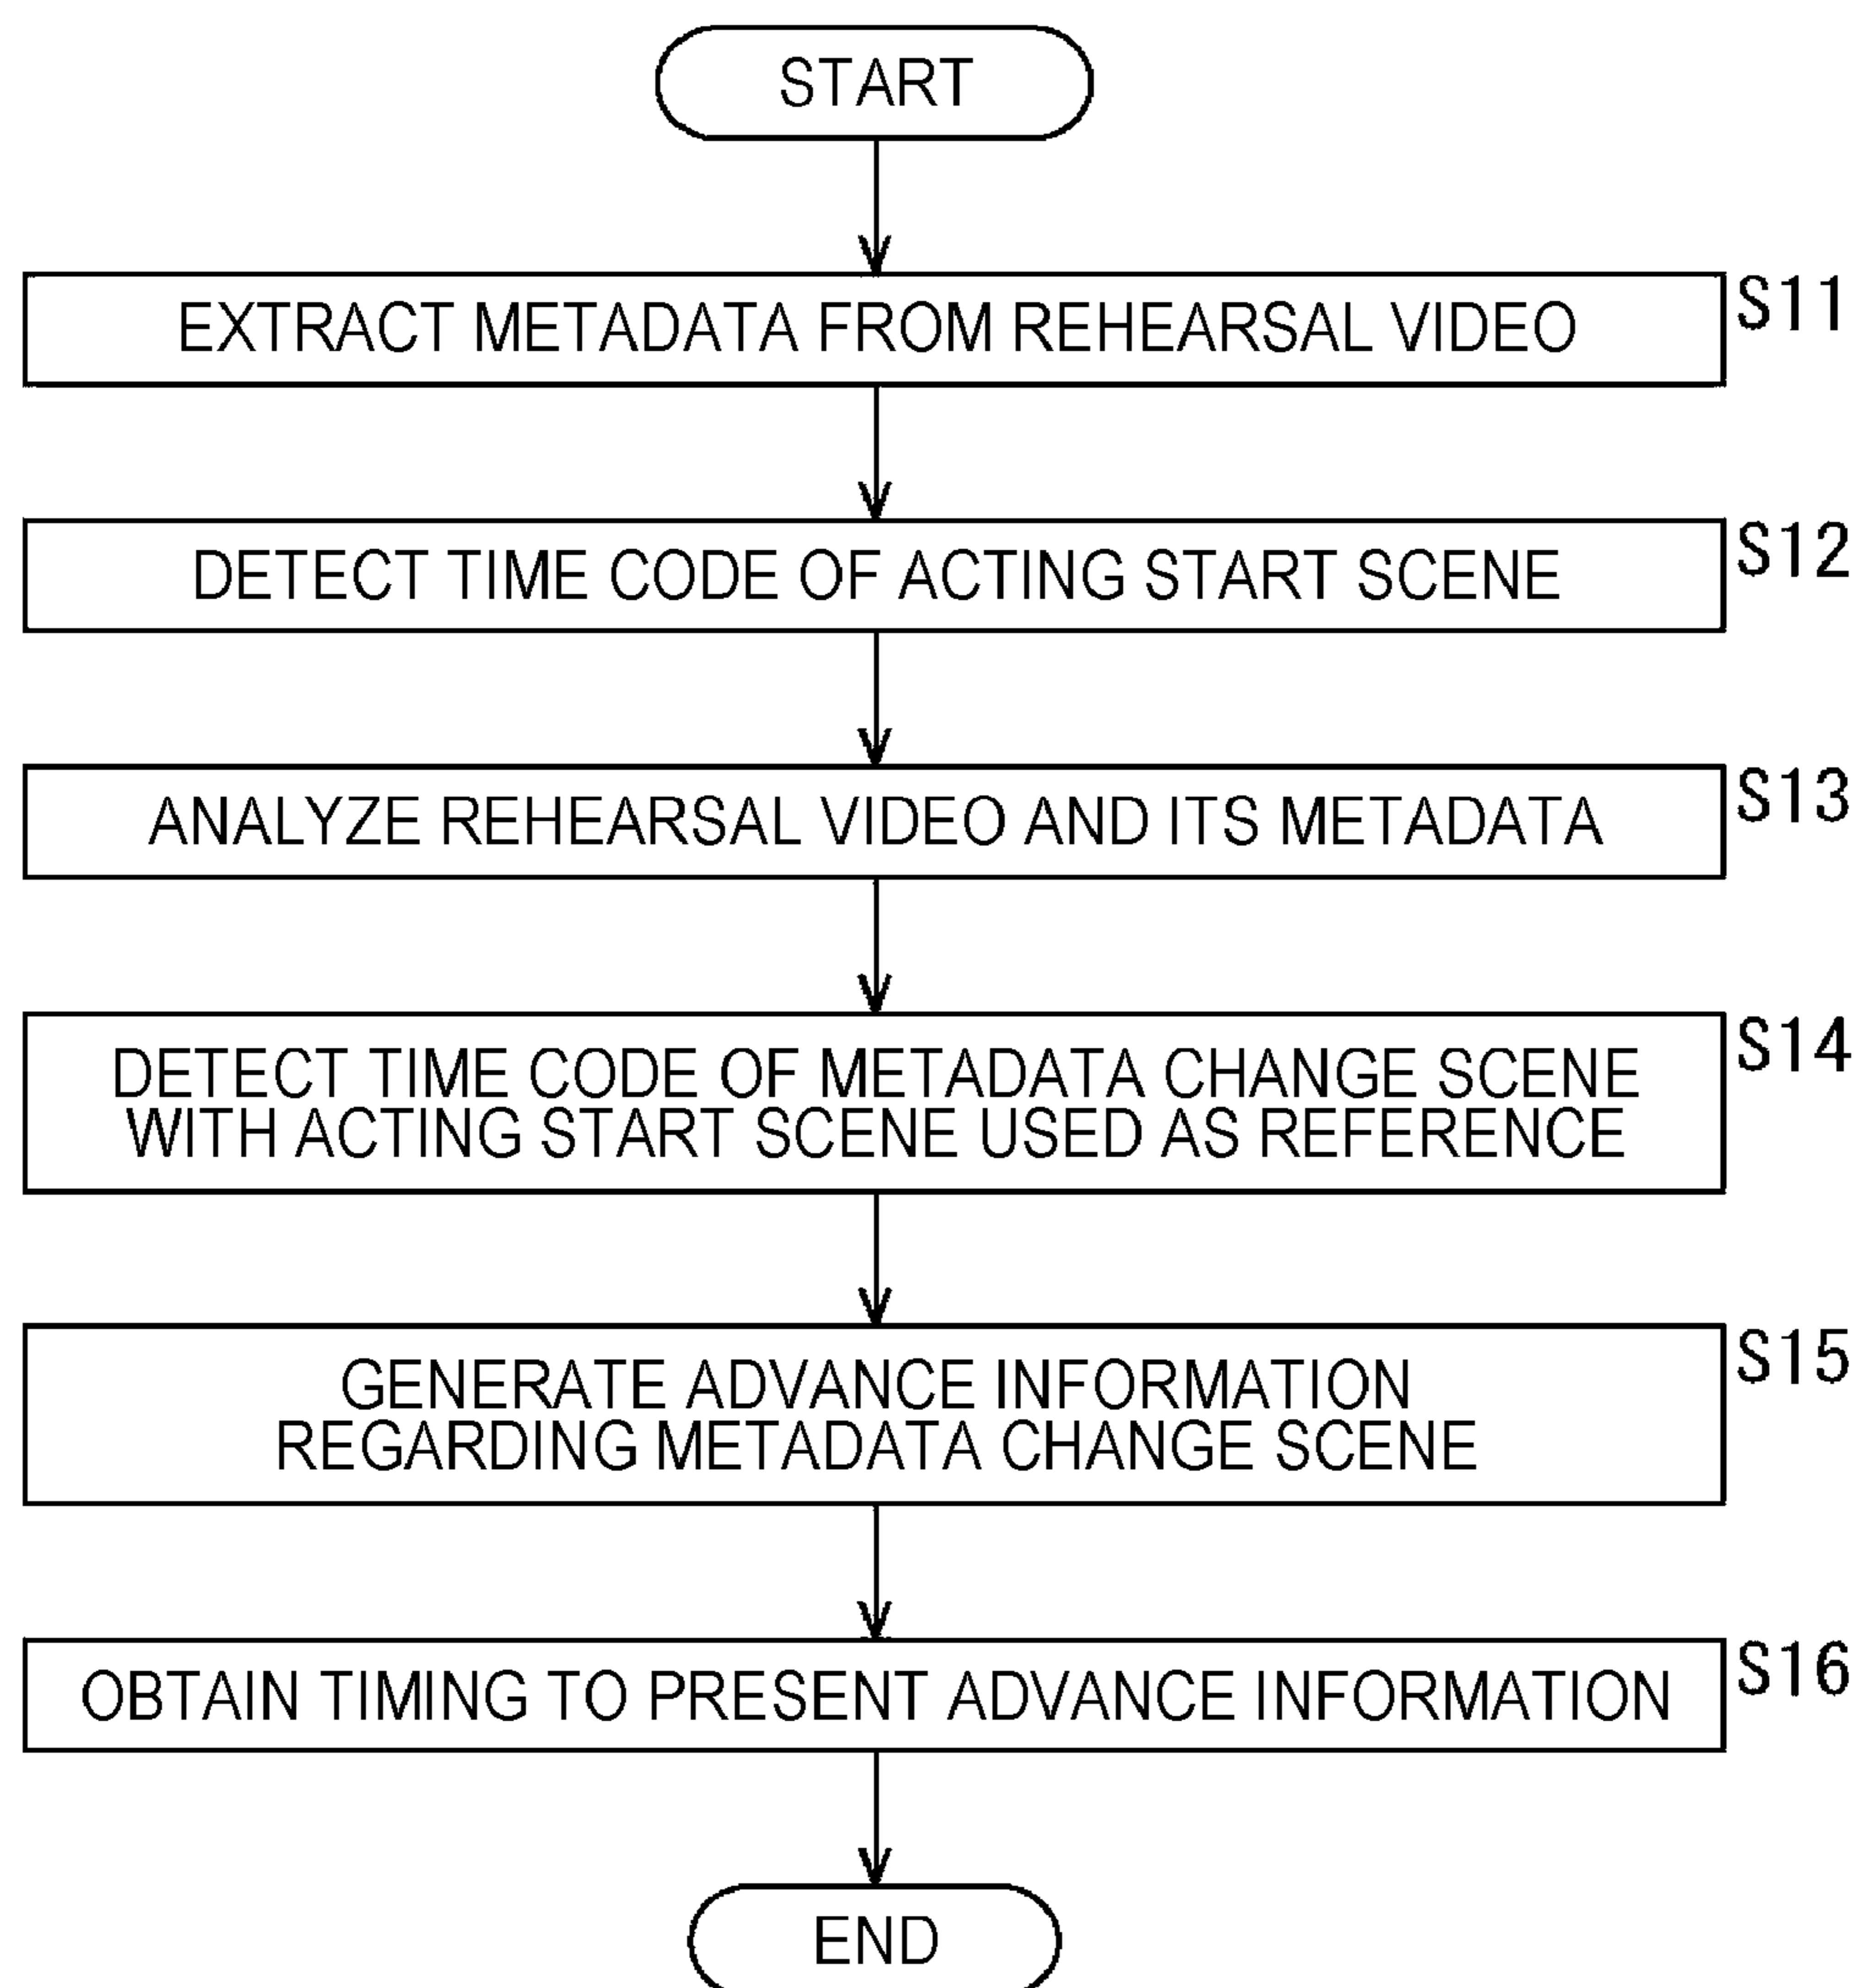 START
EXTRACT METADATA FROM REHEARSAL VIDEO
S11
DETECT TIME CODE OF ACTING START SCENE
S12
ANALYZE REHEARSAL VIDEO AND ITS METADATA
S13
DETECT TIME CODE OF METADATA CHANGE SCENE
WITH ACTING START SCENE USED AS REFERENCE
S14
GENERATE ADVANCE INFORMATION
REGARDING METADATA CHANGE SCENE
S15
OBTAIN TIMING TO PRESENT ADVANCE INFORMATION
S16
END